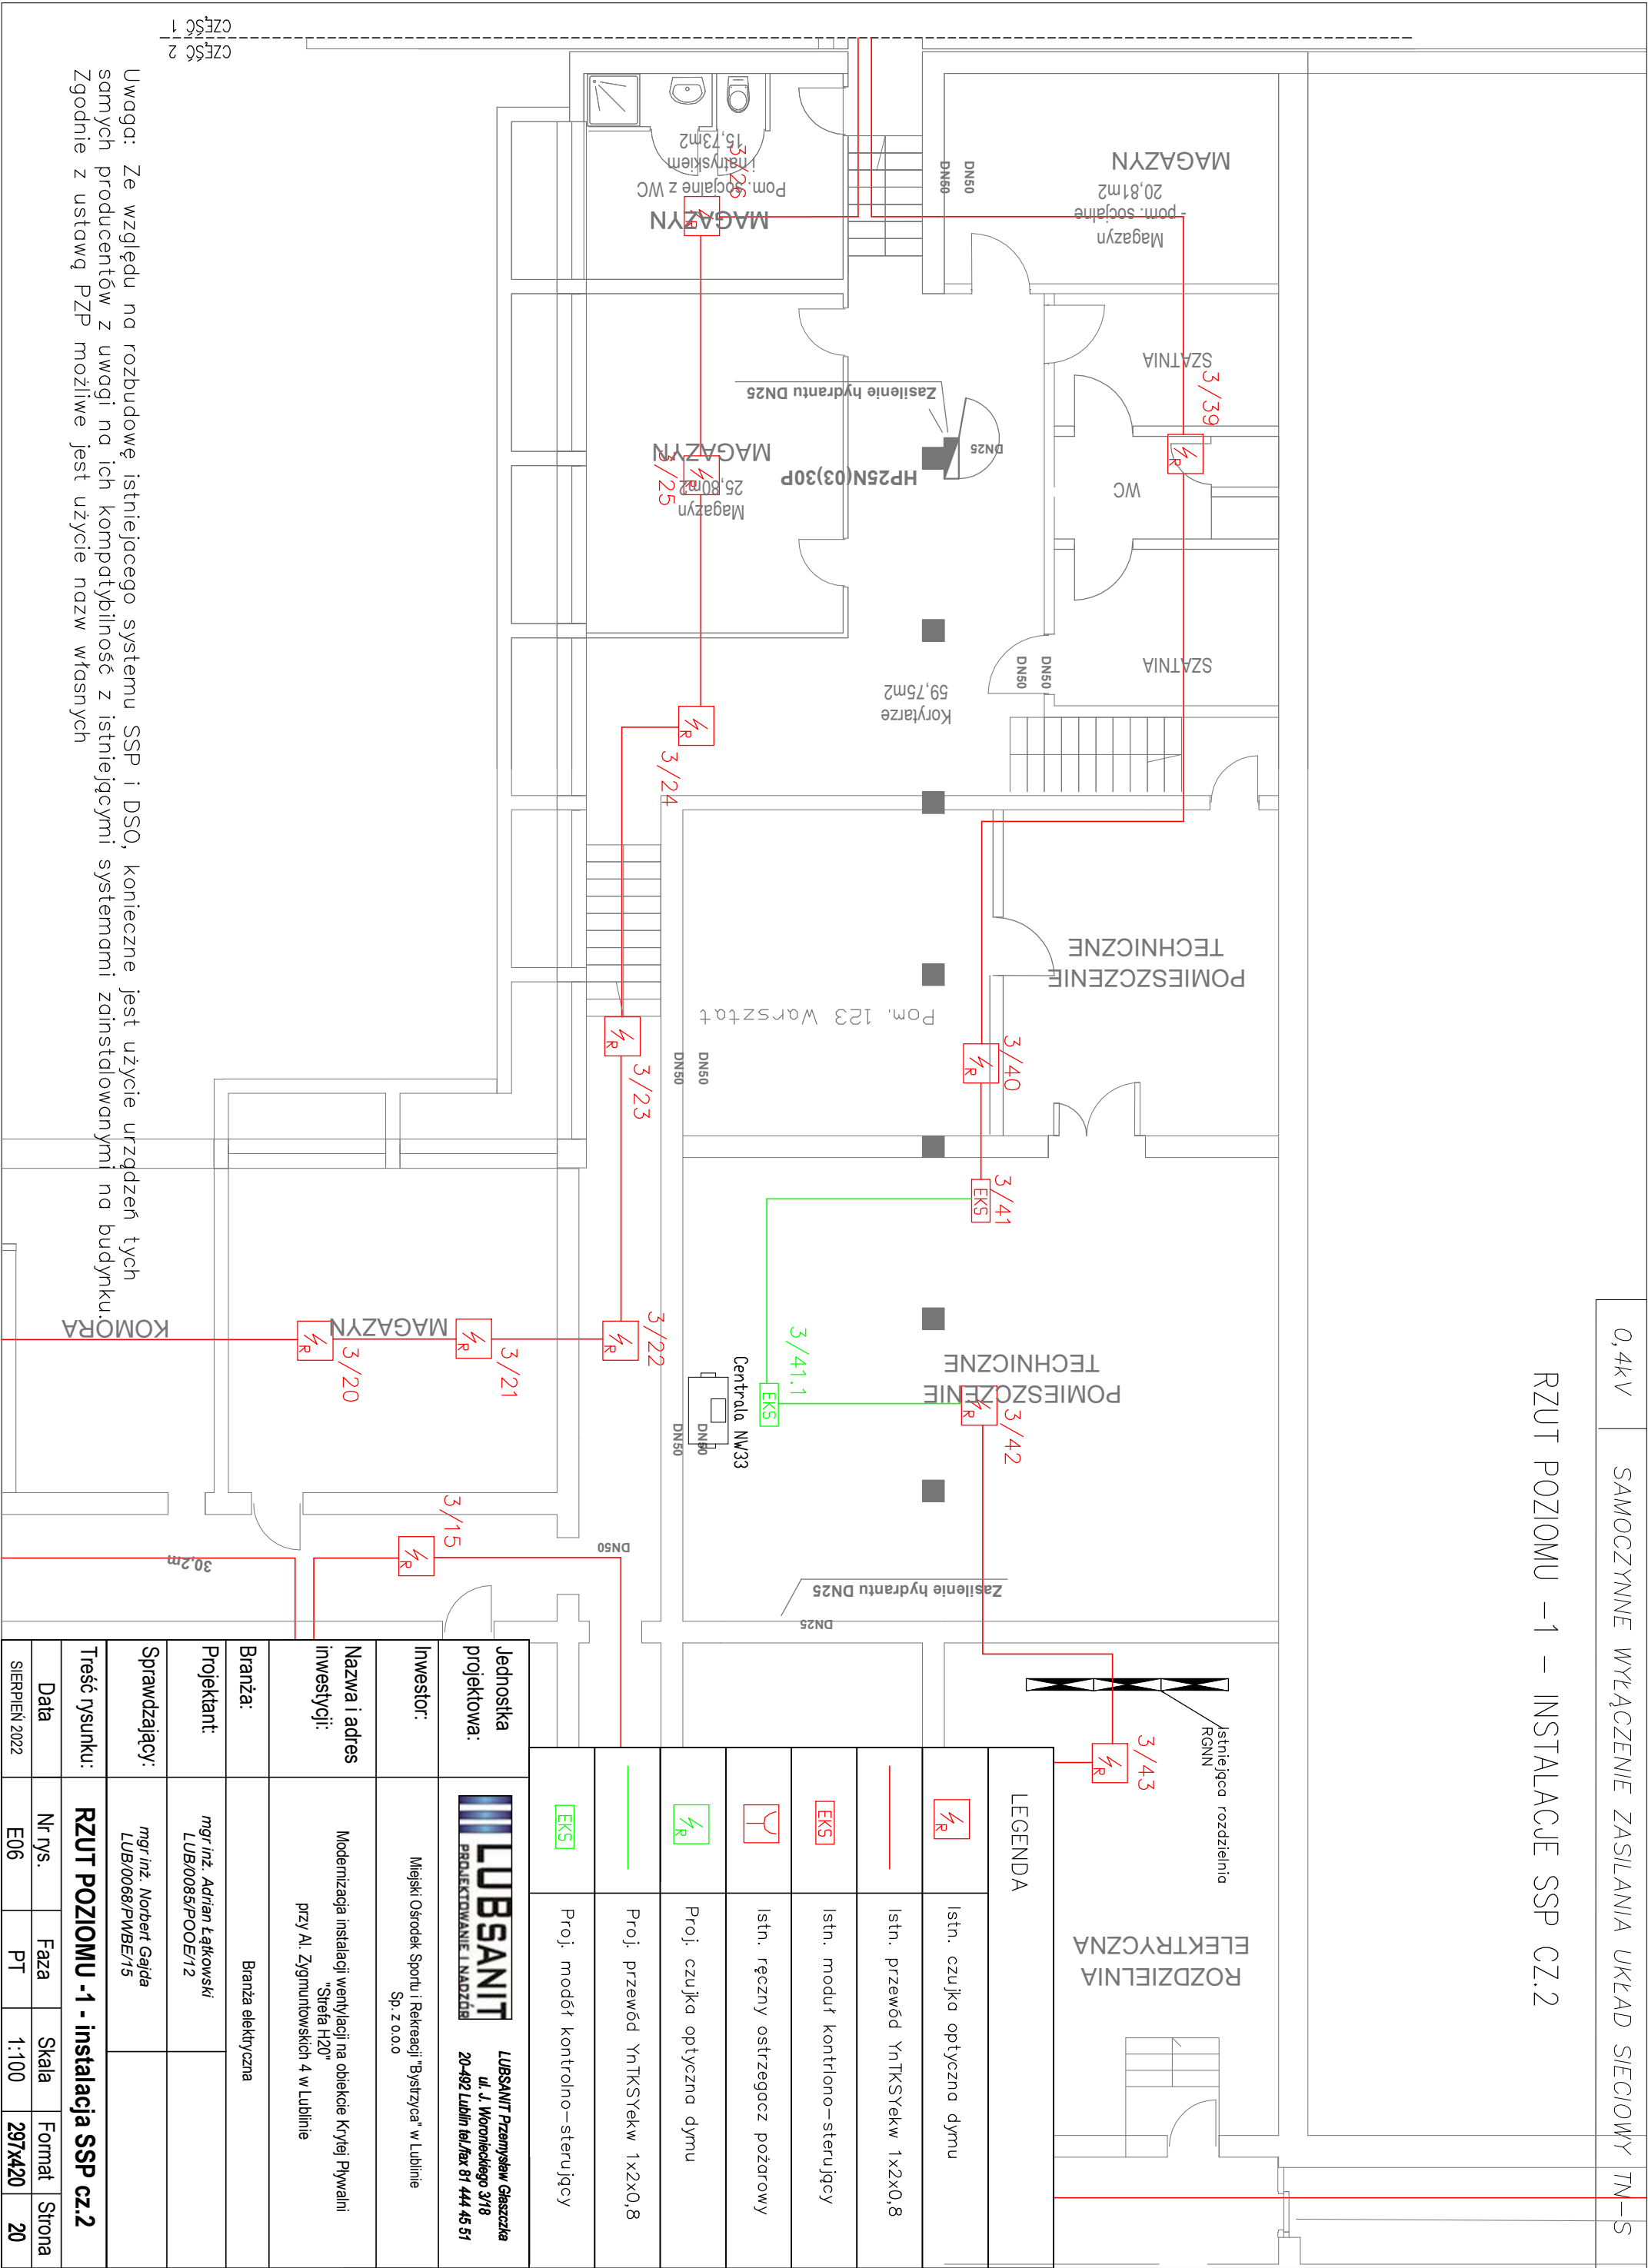 0,4kV
SAMOCZYNNE WYŁĄCZENIE ZASILANIA UKŁAD SIECIOWY TN-S
RZUT POZIOMU -1 - INSTALACJE SSP CZ.2
CZĘŚĆ 1
CZĘŚĆ 2
MAGAZYN
20,81m2
- pom. socjalne
Magazyn
SZATNIA
3/39
WC
SZATNIA
DN50
DN50
DN50
DN50
Zasilenie hydrantu DN25
HP25N(03)30P
DN25
Korytarze
59,75m2
Pom. socjalne z WC
i natryskiem
15,73m2
3/26
MAGAZYN
R
MAGAZYN
3/25
25,80m2
Magazyn
R
3/24
R
R
POMIESZCZENIE
TECHNICZNE
Pom. 123 Warsztat
3/40
R
3/41
EKS
3/23
R
DN50
DN50
POMIESZCZENIE
TECHNICZNE
3/42
R
3/41.1
EKS
Centrala NW33
DN50
DN50
3/22
R
3/21
R
MAGAZYN
3/20
R
KOMORA
3/15
R
30,2m
DN50
Zasilenie hydrantu DN25
DN25
Istniejąca rozdzielnia
RGNN
3/43
R
ROZDZIELNIA
ELEKTRYCZNA
Uwaga: Ze względu na rozbudowę istniejacego systemu SSP i DSO, konieczne jest użycie urządzeń tych
samych producentów z uwagi na ich kompatybilność z istniejącymi systemami zainstalowanymi na budynku.
Zgodnie z ustawą PZP możliwe jest użycie nazw własnych
LEGENDA
R
Istn. czujka optyczna dymu
Istn. przewód YnTKSYekw 1x2x0,8
EKS
Istn. moduł kontrlono-sterujący
Istn. ręczny ostrzegacz pożarowy
R
Proj. czujka optyczna dymu
Proj. przewód YnTKSYekw 1x2x0,8
EKS
Proj. modół kontrolno-sterujący
Jednostka
projektowa:
LUBSANIT
PROJEKTOWANIE I NADZÓR
LUBSANIT Przemysław Głaszczka
ul. J. Woronieckiego 3/18
20-492 Lublin tel./fax 81 444 45 51
Inwestor:
Miejski Ośrodek Sportu i Rekreacji "Bystrzyca" w Lublinie
Sp. z o.o.o
Nazwa i adres
inwestycji:
Modernizacja instalacji wentylacji na obiekcie Krytej Pływalni
"Strefa H20"
przy Al. Zygmuntowskich 4 w Lublinie
Branża:
Branża elektryczna
Projektant:
mgr inż. Adrian Łątkowski
LUB/0085/POOE/12
Sprawdzający:
mgr inż. Norbert Gajda
LUB/0068/PWBE/15
Treść rysunku:
RZUT POZIOMU -1 - instalacja SSP cz.2
Data
Nr rys.
Faza
Skala
Format
Strona
SIERPIEŃ 2022
E06
PT
1:100
297x420
20